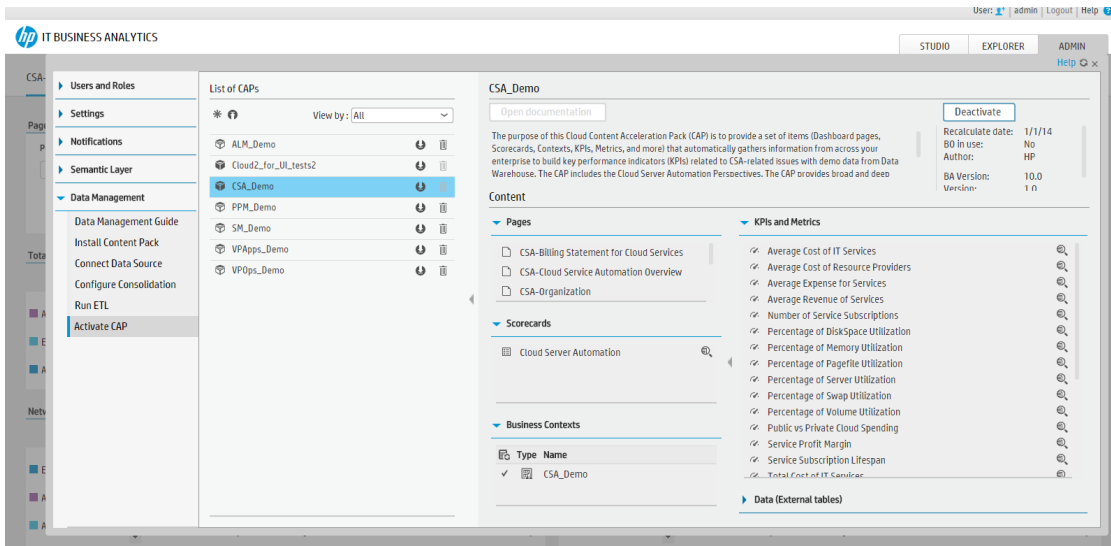 User: | admin | Logout | Help ?
hp IT BUSINESS ANALYTICS
STUDIO EXPLORER ADMIN
Help
CSA-
Users and Roles
Settings
Notifications
Semantic Layer
Data Management
Data Management Guide
Install Content Pack
Connect Data Source
Configure Consolidation
Run ETL
Activate CAP
List of CAPs
View by: All
ALM_Demo
Cloud2_for_UI_tests2
CSA_Demo
PPM_Demo
SM_Demo
VPApps_Demo
VPOps_Demo
CSA_Demo
Open documentation
Deactivate
The purpose of this Cloud Content Acceleration Pack (CAP) is to provide a set of items (Dashboard pages,
Scorecards, Contexts, KPIs, Metrics, and more) that automatically gathers information from across your
enterprise to build key performance indicators (KPIs) related to CSA-related issues with demo data from Data
Warehouse. The CAP includes the Cloud Server Automation Perspectives. The CAP provides broad and deep
Recalculate date: 1/1/14
BO in use: No
Author: HP
BA Version: 10.0
Version: 1.0
Content
Pages
CSA-Billing Statement for Cloud Services
CSA-Cloud Service Automation Overview
CSA-Organization
Scorecards
Cloud Server Automation
Business Contexts
Type Name
CSA_Demo
KPIs and Metrics
Average Cost of IT Services
Average Cost of Resource Providers
Average Expense for Services
Average Revenue of Services
Number of Service Subscriptions
Percentage of DiskSpace Utilization
Percentage of Memory Utilization
Percentage of Pagefile Utilization
Percentage of Server Utilization
Percentage of Swap Utilization
Percentage of Volume Utilization
Public vs Private Cloud Spending
Service Profit Margin
Service Subscription Lifespan
Total Cost of IT Services
Data (External tables)